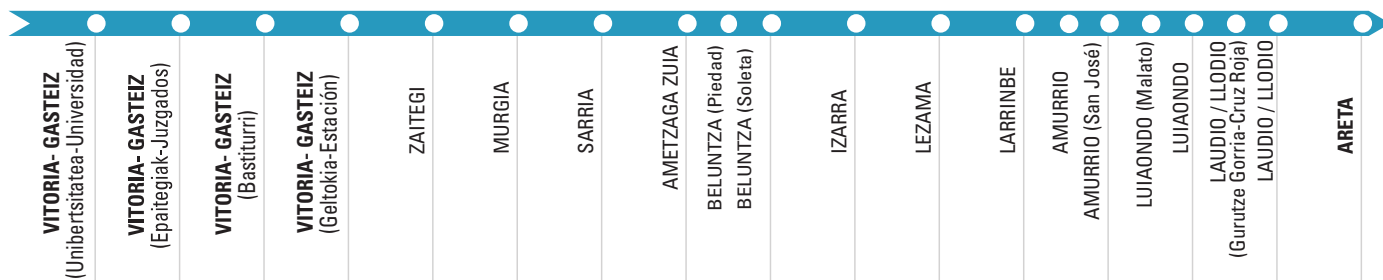 VITORIA- GASTEIZ
(Unibertsitatea-Universidad)
VITORIA- GASTEIZ
(Epaitegiak-Juzgados)
VITORIA- GASTEIZ
(Bastiturri)
VITORIA- GASTEIZ
(Geltokia-Estación)
ZAITEGI
MURGIA
SARRIA
AMETZAGA ZUIA
BELUNTZA (Piedad)
BELUNTZA (Soleta)
IZARRA
LEZAMA
LARRINBE
AMURRIO
AMURRIO (San José)
LUIAONDO (Malato)
LUIAONDO
LAUDIO / LLODIO
(Gurutze Gorria-Cruz Roja)
LAUDIO / LLODIO
ARETA